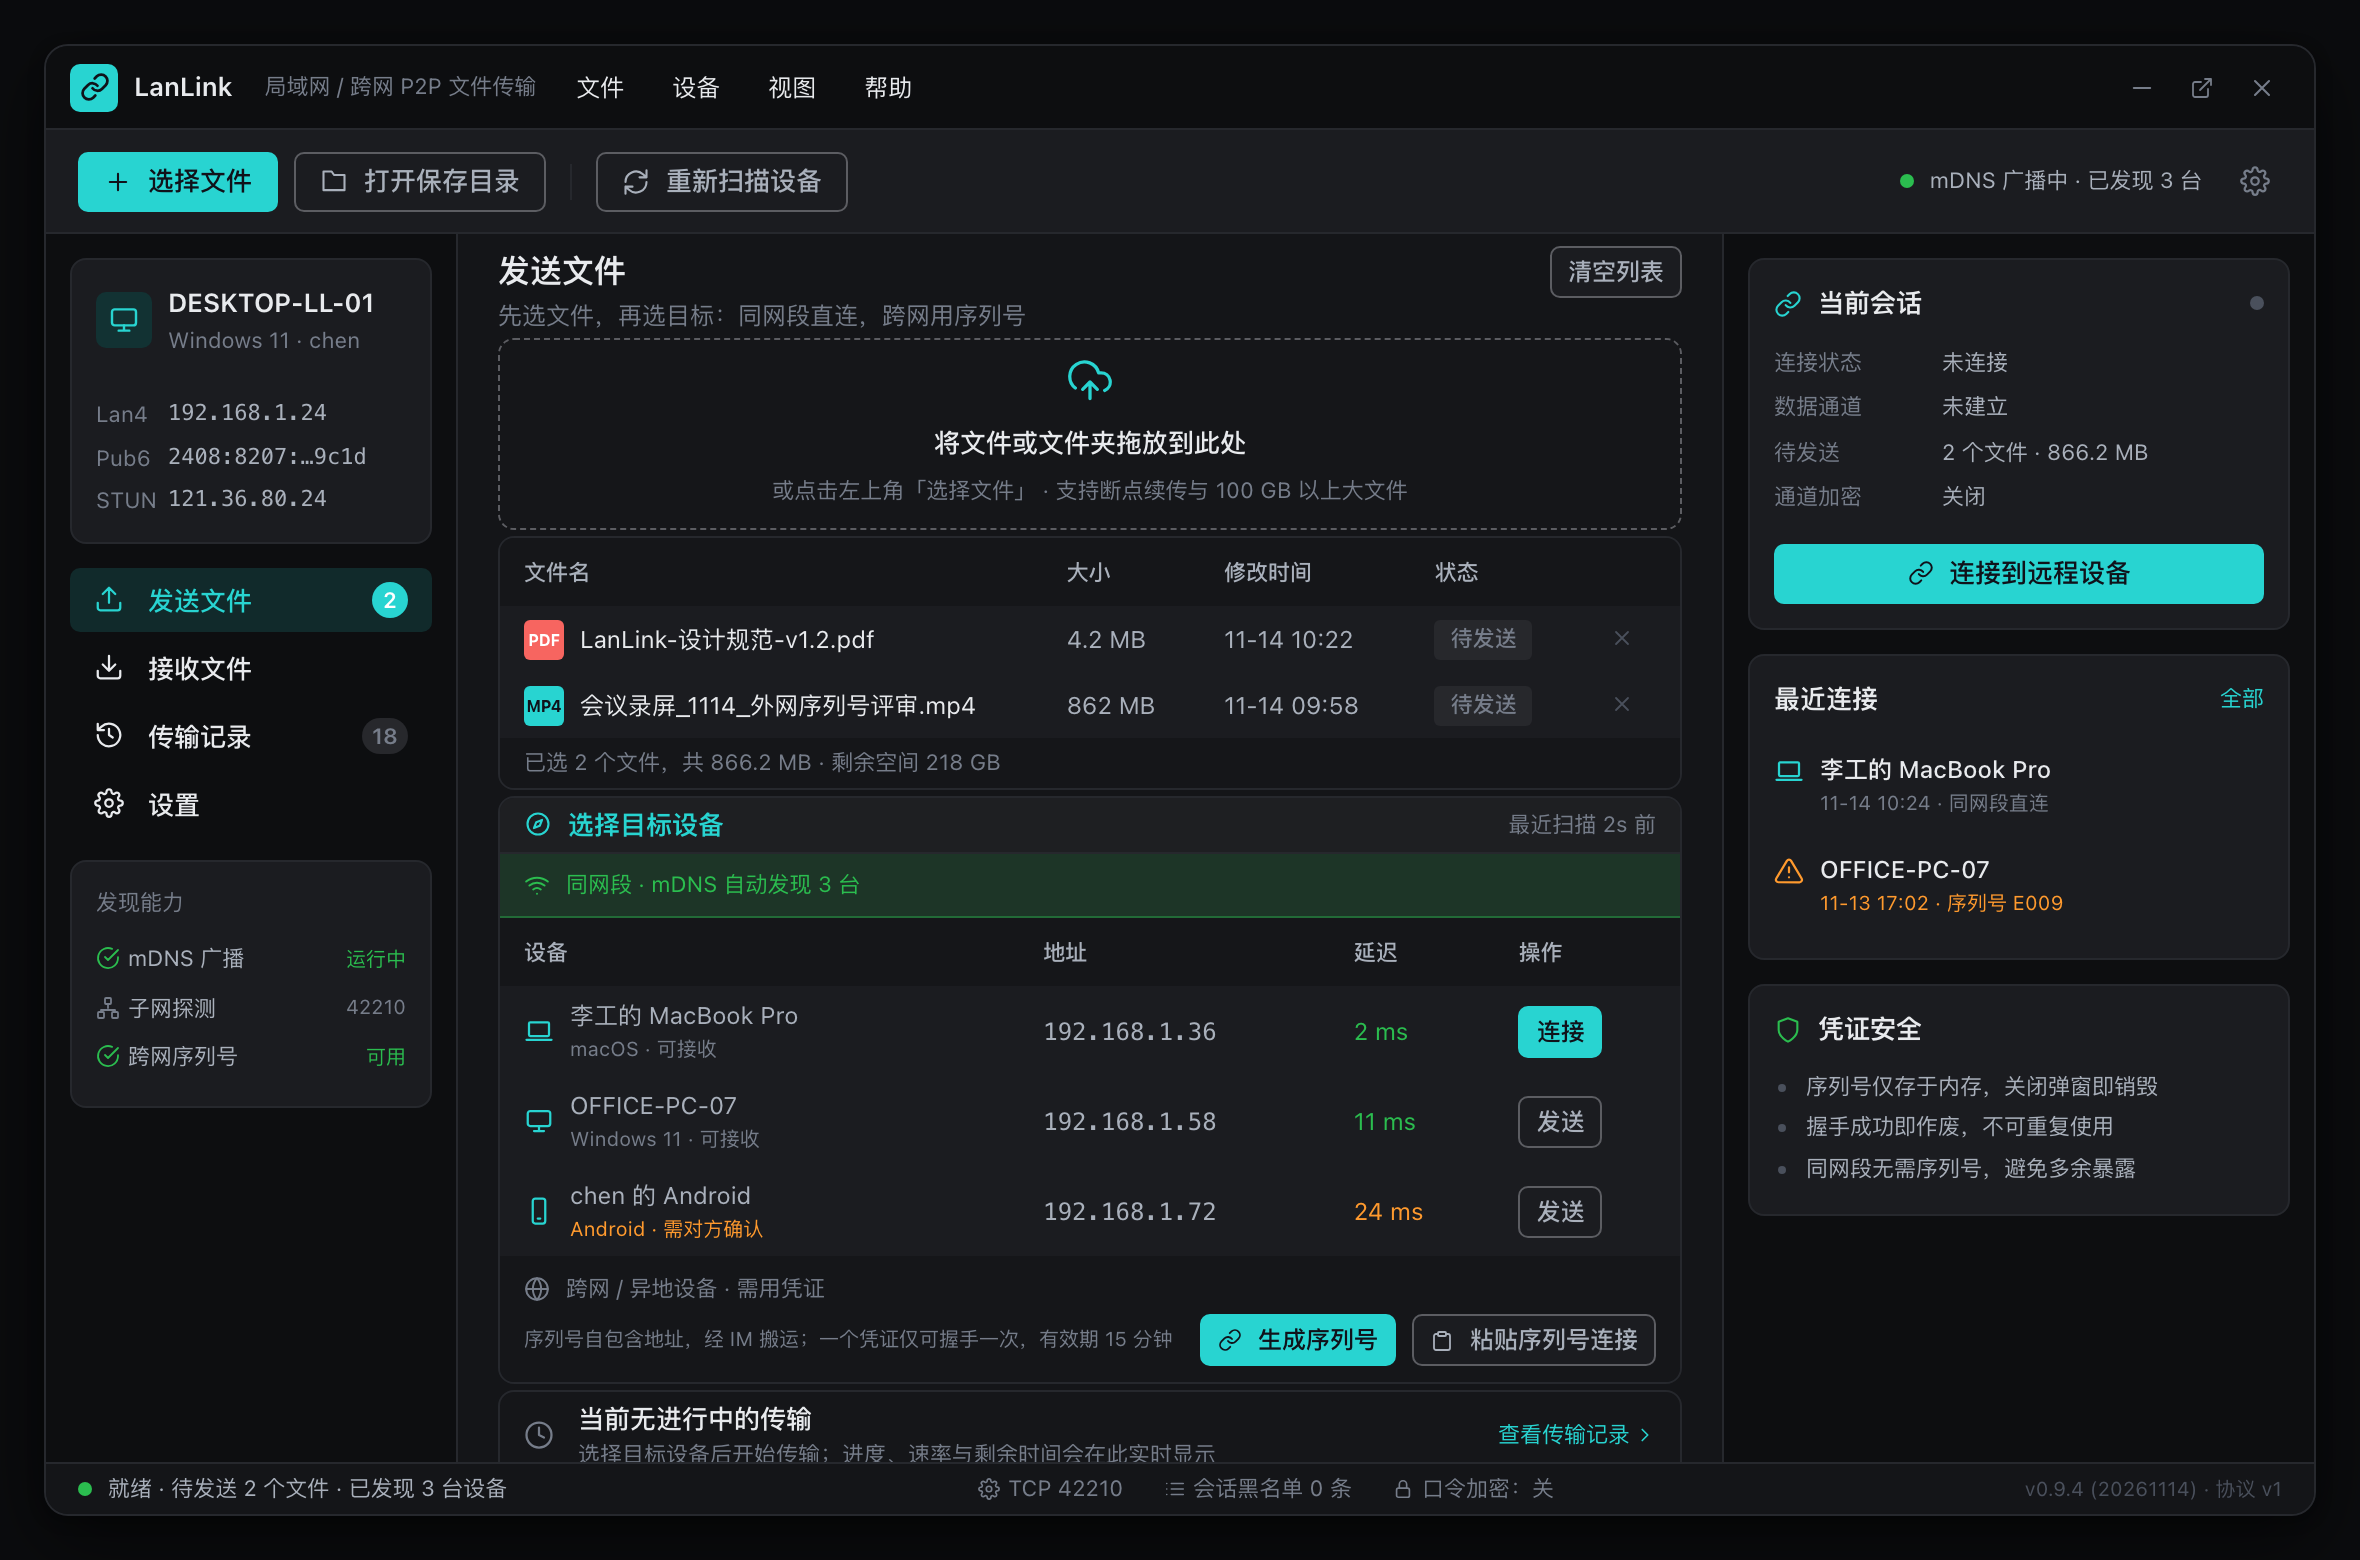 LanLink 局域网 / 跨网 P2P 文件传输 文件 设备 视图 帮助
选择文件 打开保存目录 重新扫描设备 mDNS 广播中 · 已发现 3 台
DESKTOP-LL-01
Windows 11 · chen
Lan4 192.168.1.24
Pub6 2408:8207:…9c1d
STUN 121.36.80.24
发送文件 2
接收文件
传输记录 18
设置
发现能力
mDNS 广播 运行中
子网探测 42210
跨网序列号 可用
发送文件 清空列表
先选文件，再选目标：同网段直连，跨网用序列号
将文件或文件夹拖放到此处
或点击左上角「选择文件」 · 支持断点续传与 100 GB 以上大文件
文件名 大小 修改时间 状态
PDF LanLink-设计规范-v1.2.pdf 4.2 MB 11-14 10:22 待发送
MP4 会议录屏_1114_外网序列号评审.mp4 862 MB 11-14 09:58 待发送
已选 2 个文件，共 866.2 MB · 剩余空间 218 GB
选择目标设备 最近扫描 2s 前
同网段 · mDNS 自动发现 3 台
设备 地址 延迟 操作
李工的 MacBook Pro 192.168.1.36 2 ms 连接
macOS · 可接收
OFFICE-PC-07 192.168.1.58 11 ms 发送
Windows 11 · 可接收
chen 的 Android 192.168.1.72 24 ms 发送
Android · 需对方确认
跨网 / 异地设备 · 需用凭证
序列号自包含地址，经 IM 搬运；一个凭证仅可握手一次，有效期 15 分钟 生成序列号 粘贴序列号连接
当前无进行中的传输 查看传输记录
选择目标设备后开始传输；进度、速率与剩余时间会在此实时显示
当前会话
连接状态 未连接
数据通道 未建立
待发送 2 个文件 · 866.2 MB
通道加密 关闭
连接到远程设备
最近连接 全部
李工的 MacBook Pro
11-14 10:24 · 同网段直连
OFFICE-PC-07
11-13 17:02 · 序列号 E009
凭证安全
序列号仅存于内存，关闭弹窗即销毁
握手成功即作废，不可重复使用
同网段无需序列号，避免多余暴露
就绪 · 待发送 2 个文件 · 已发现 3 台设备 TCP 42210 会话黑名单 0 条 口令加密：关 v0.9.4 (20261114) · 协议 v1